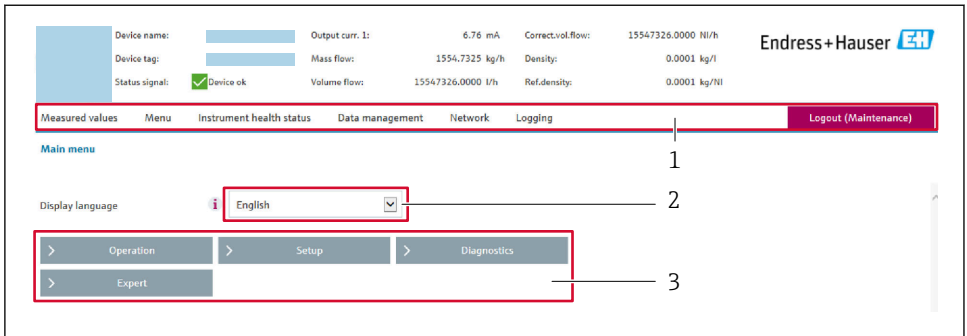 Device name: Output curr. 1: 6.76 mA Correct.vol.flow: 15547326.0000 Nl/h
Endress+Hauser EH
Device tag: Mass flow: 1554.7325 kg/h Density: 0.0001 kg/l
Status signal: Device ok Volume flow: 15547326.0000 l/h Ref.density: 0.0001 kg/Nl
Measured values Menu Instrument health status Data management Network Logging Logout (Maintenance)
1
Main menu
Display language i English 2
> Operation > Setup > Diagnostics
> Expert 3